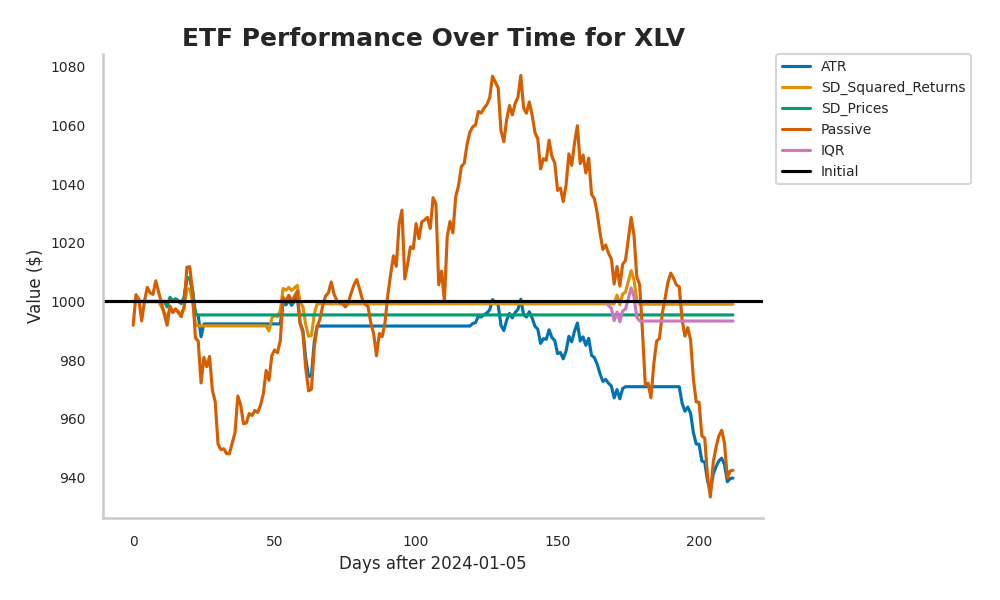 ETF Performance Over Time for XLV
1080
1060
1040
1020
1000
980
960
940
Value ($)
0
50
100
150
200
Days after 2024-01-05
ATR
SD_Squared_Returns
SD_Prices
Passive
IQR
Initial